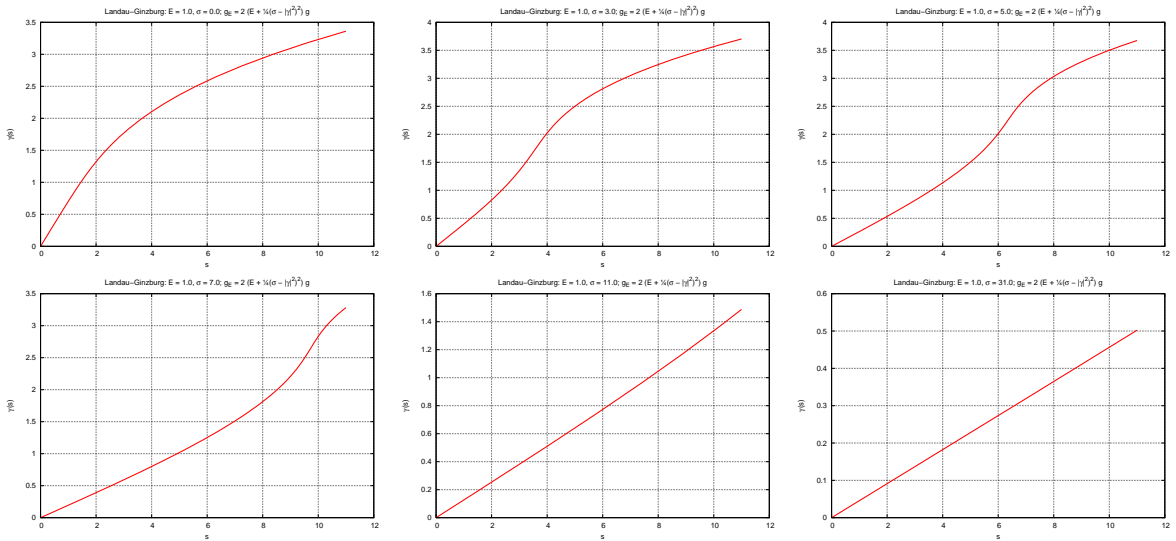 Landau−Ginzburg: E = 1.0, σ = 0.0; gE = 2 (E + ¼(σ − |γ|²)²) g
3.5
3
2.5
2
1.5
1
0.5
0
γ(s)
0 2 4 6 8 10 12
s
Landau−Ginzburg: E = 1.0, σ = 3.0; gE = 2 (E + ¼(σ − |γ|²)²) g
4
3.5
3
2.5
2
1.5
1
0.5
0
γ(s)
0 2 4 6 8 10 12
s
Landau−Ginzburg: E = 1.0, σ = 5.0; gE = 2 (E + ¼(σ − |γ|²)²) g
4
3.5
3
2.5
2
1.5
1
0.5
0
γ(s)
0 2 4 6 8 10 12
s
Landau−Ginzburg: E = 1.0, σ = 7.0; gE = 2 (E + ¼(σ − |γ|²)²) g
3.5
3
2.5
2
1.5
1
0.5
0
γ(s)
0 2 4 6 8 10 12
s
Landau−Ginzburg: E = 1.0, σ = 11.0; gE = 2 (E + ¼(σ − |γ|²)²) g
1.6
1.4
1.2
1
0.8
0.6
0.4
0.2
0
γ(s)
0 2 4 6 8 10 12
s
Landau−Ginzburg: E = 1.0, σ = 31.0; gE = 2 (E + ¼(σ − |γ|²)²) g
0.6
0.5
0.4
0.3
0.2
0.1
0
γ(s)
0 2 4 6 8 10 12
s